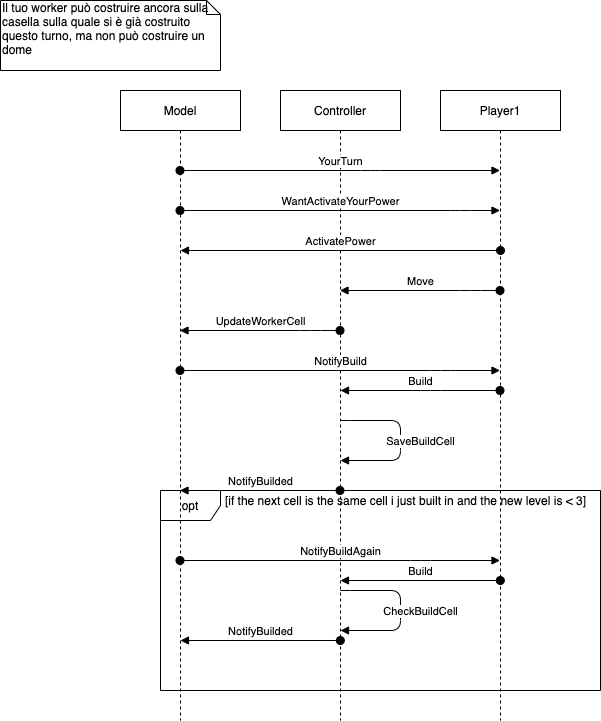 Il tuo worker può costruire ancora sulla
casella sulla quale si è già costruito
questo turno, ma non può costruire un
dome
Model
Controller
Player1
YourTurn
WantActivateYourPower
ActivatePower
Move
UpdateWorkerCell
NotifyBuild
Build
SaveBuildCell
NotifyBuilded
opt
[if the next cell is the same cell i just built in and the new level is < 3]
NotifyBuildAgain
Build
CheckBuildCell
NotifyBuilded